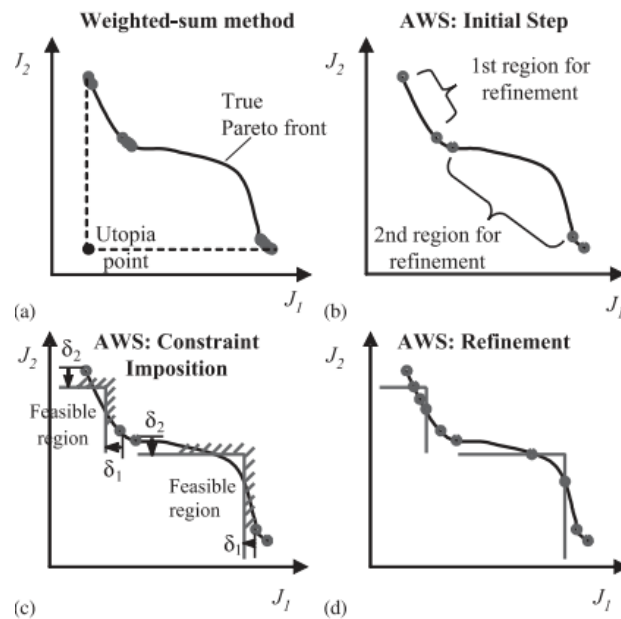 Weighted-sum method
J2
True
Pareto front
Utopia
point
J1
(a)
AWS: Initial Step
J2
1st region for
refinement
2nd region for
refinement
J1
(b)
AWS: Constraint
Imposition
J2
δ2
Feasible
region
δ1
δ2
Feasible
region
δ1
J1
(c)
AWS: Refinement
J2
J1
(d)